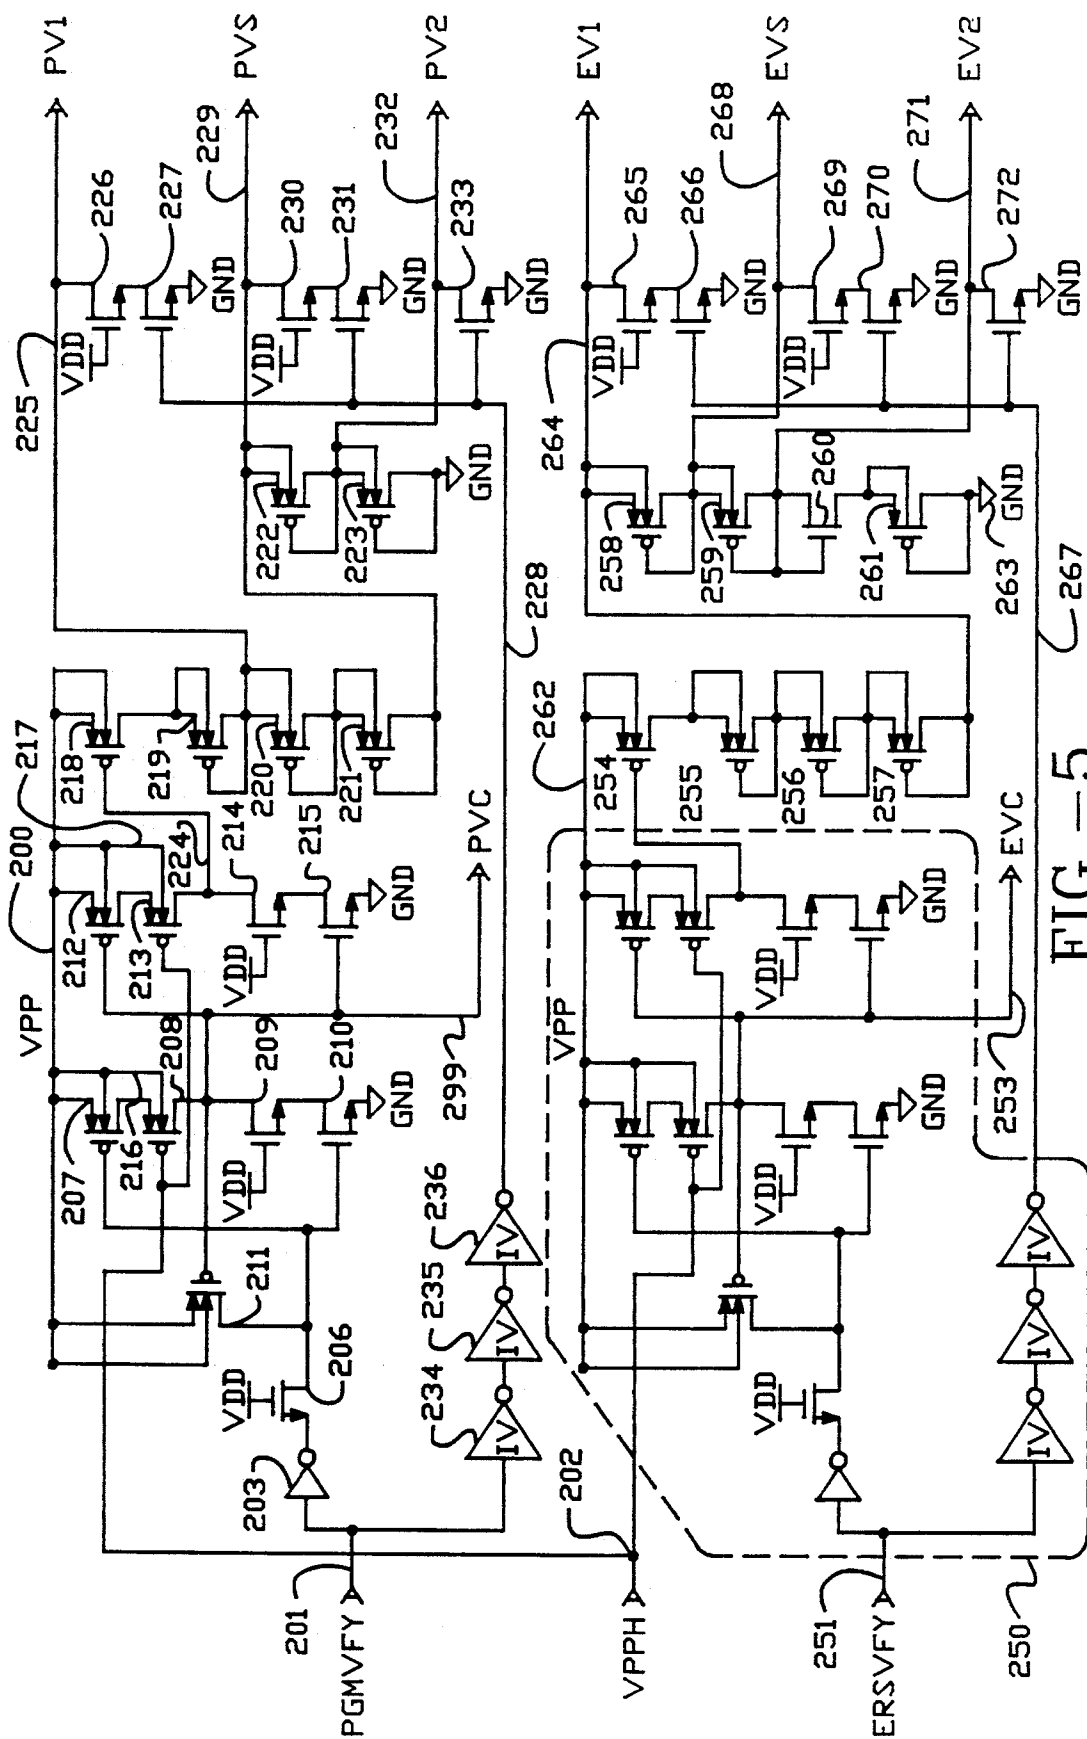 PV1
PVS
PV2
EV1
EVS
EV2
225
226
227
VDD
GND
229
230
231
VDD
GND
232
233
GND
222
223
GND
228
VPP
200
217
218
219
220
221
224
212
213
214
215
VDD
GND
207
216
208
209
210
VDD
GND
211
206
VDD
203
299
PVC
234
235
236
IV
IV
IV
201
PGMVFY
202
VPPH
264
265
266
VDD
GND
268
269
270
VDD
GND
271
272
GND
258
259
260
261
263
GND
267
262
254
255
256
257
VPP
VDD
GND
VDD
GND
VDD
253
EVC
IV
IV
IV
251
ERSVFY
250
FIG.-5